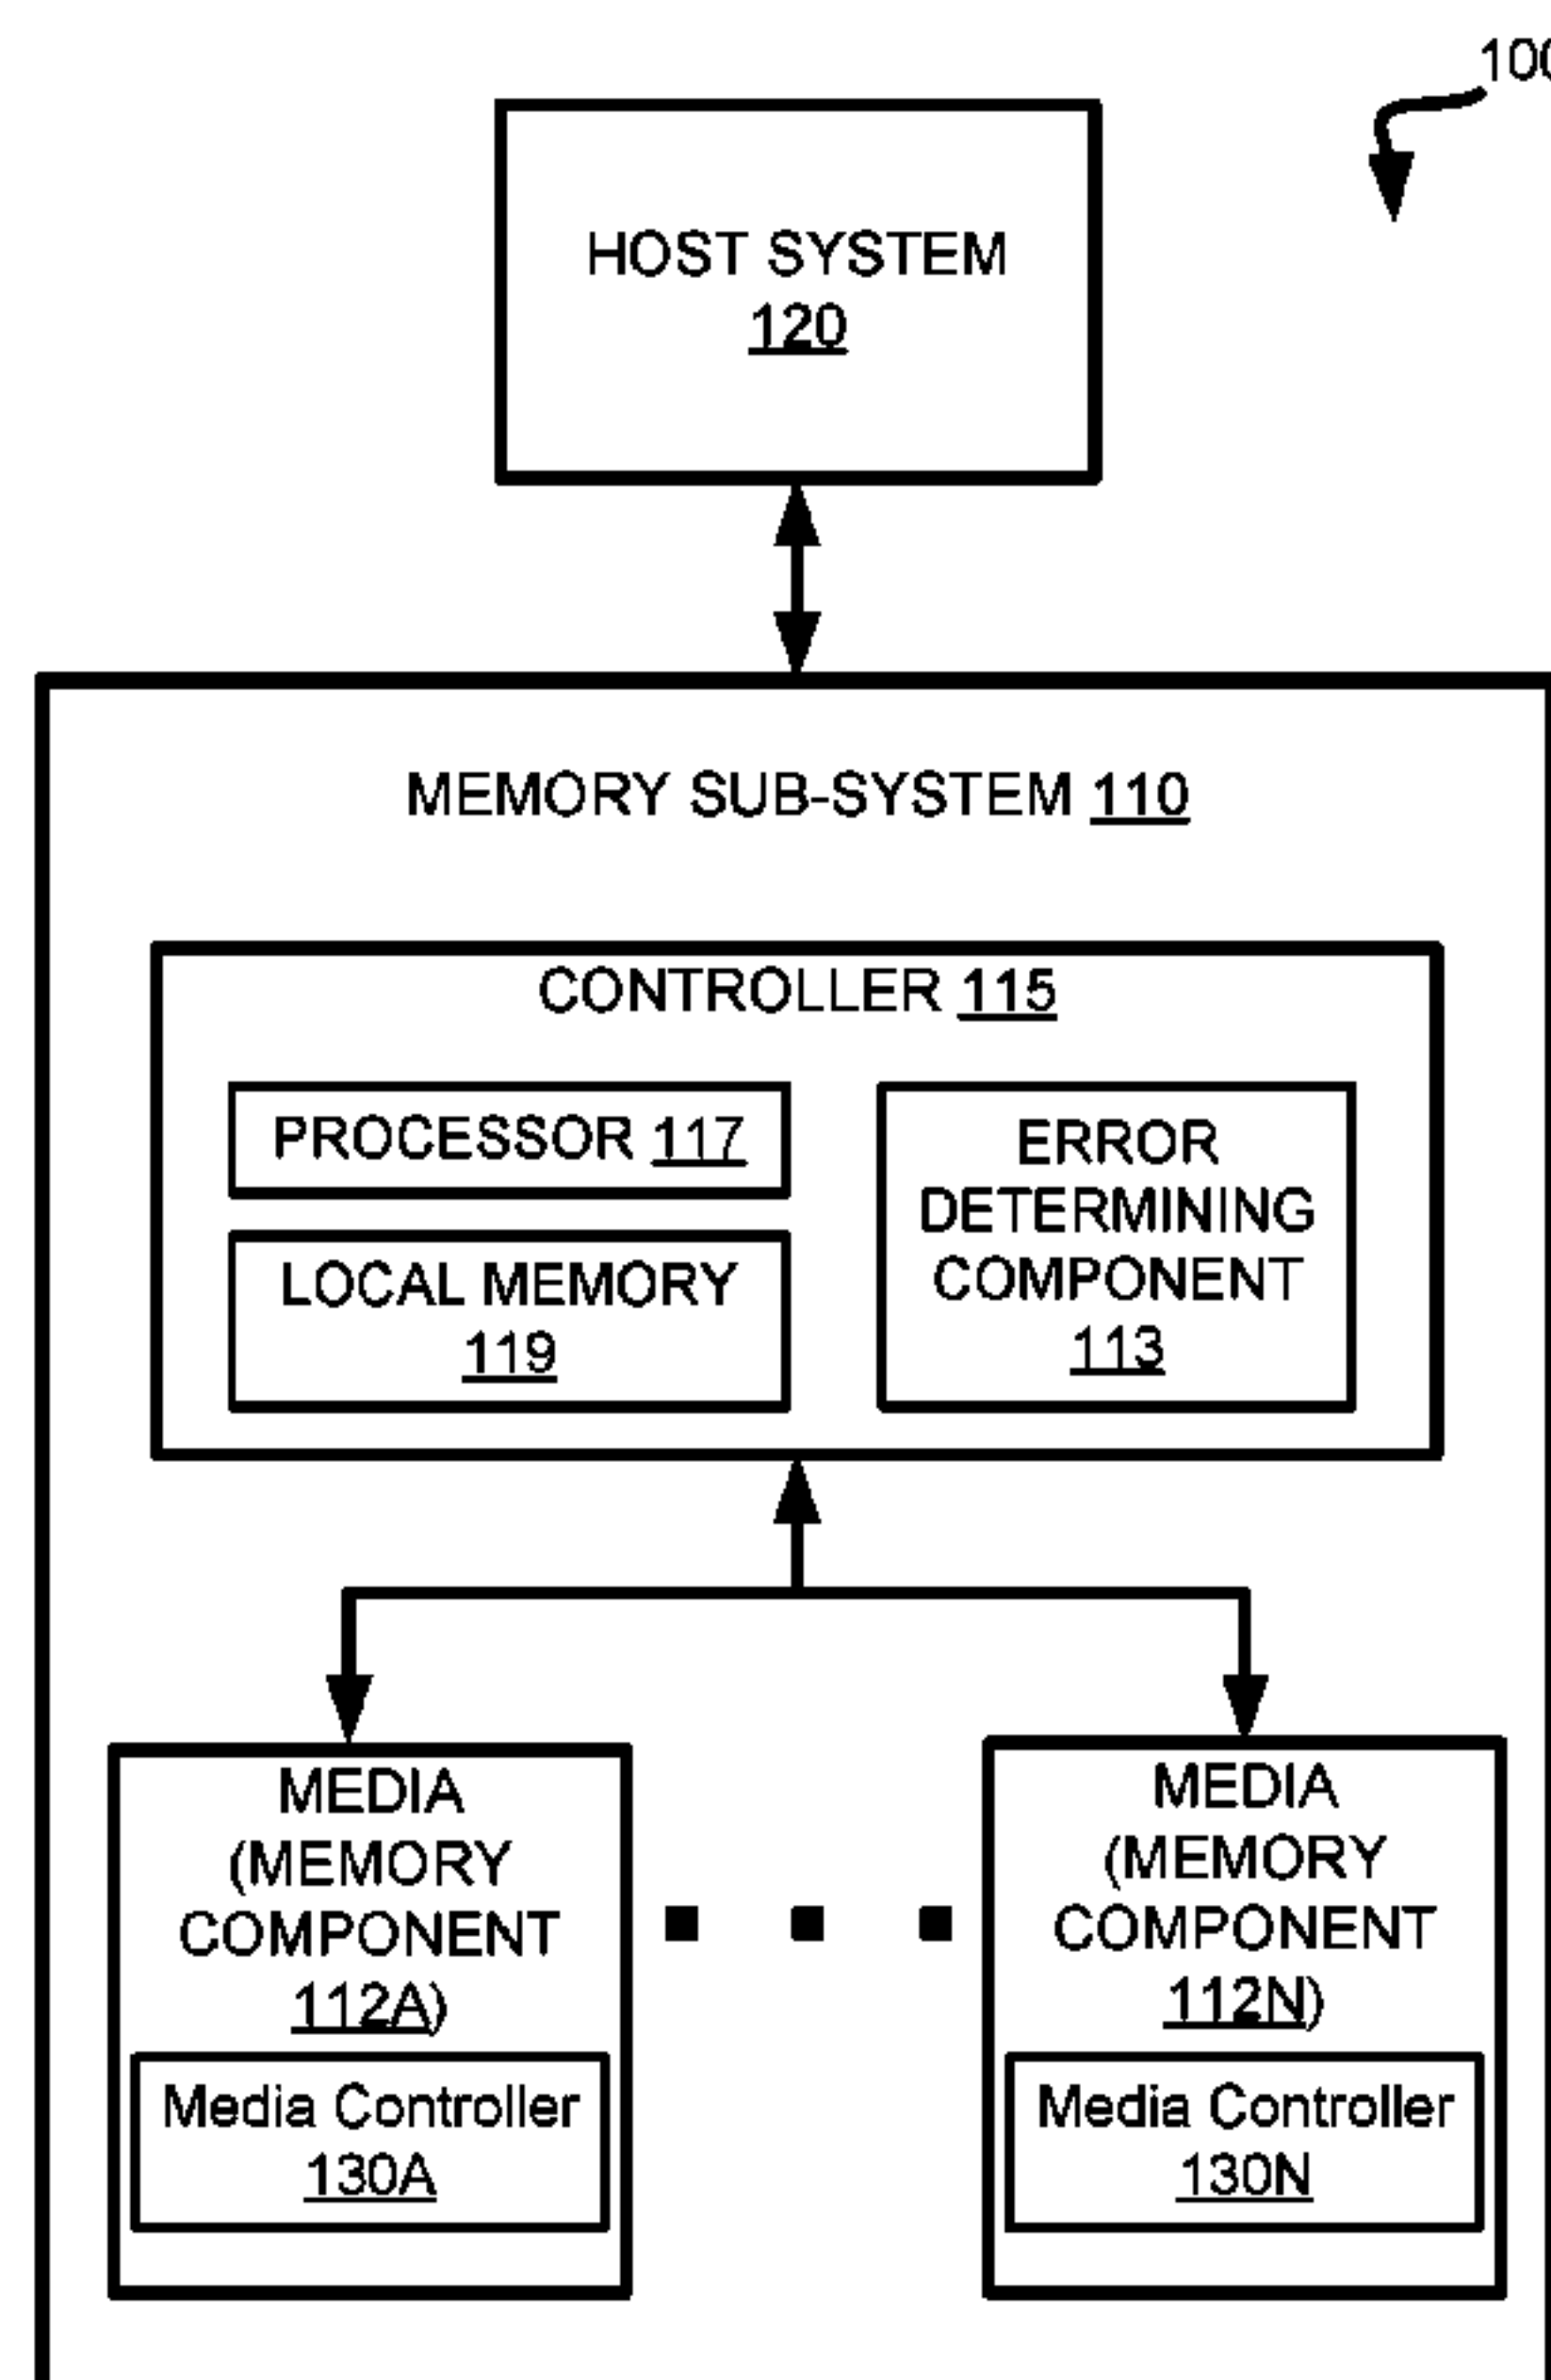 100
HOST SYSTEM
120
MEMORY SUB-SYSTEM 110
CONTROLLER 115
PROCESSOR 117
LOCAL MEMORY
119
ERROR
DETERMINING
COMPONENT
113
MEDIA
(MEMORY
COMPONENT
112A)
Media Controller
130A
MEDIA
(MEMORY
COMPONENT
112N)
Media Controller
130N